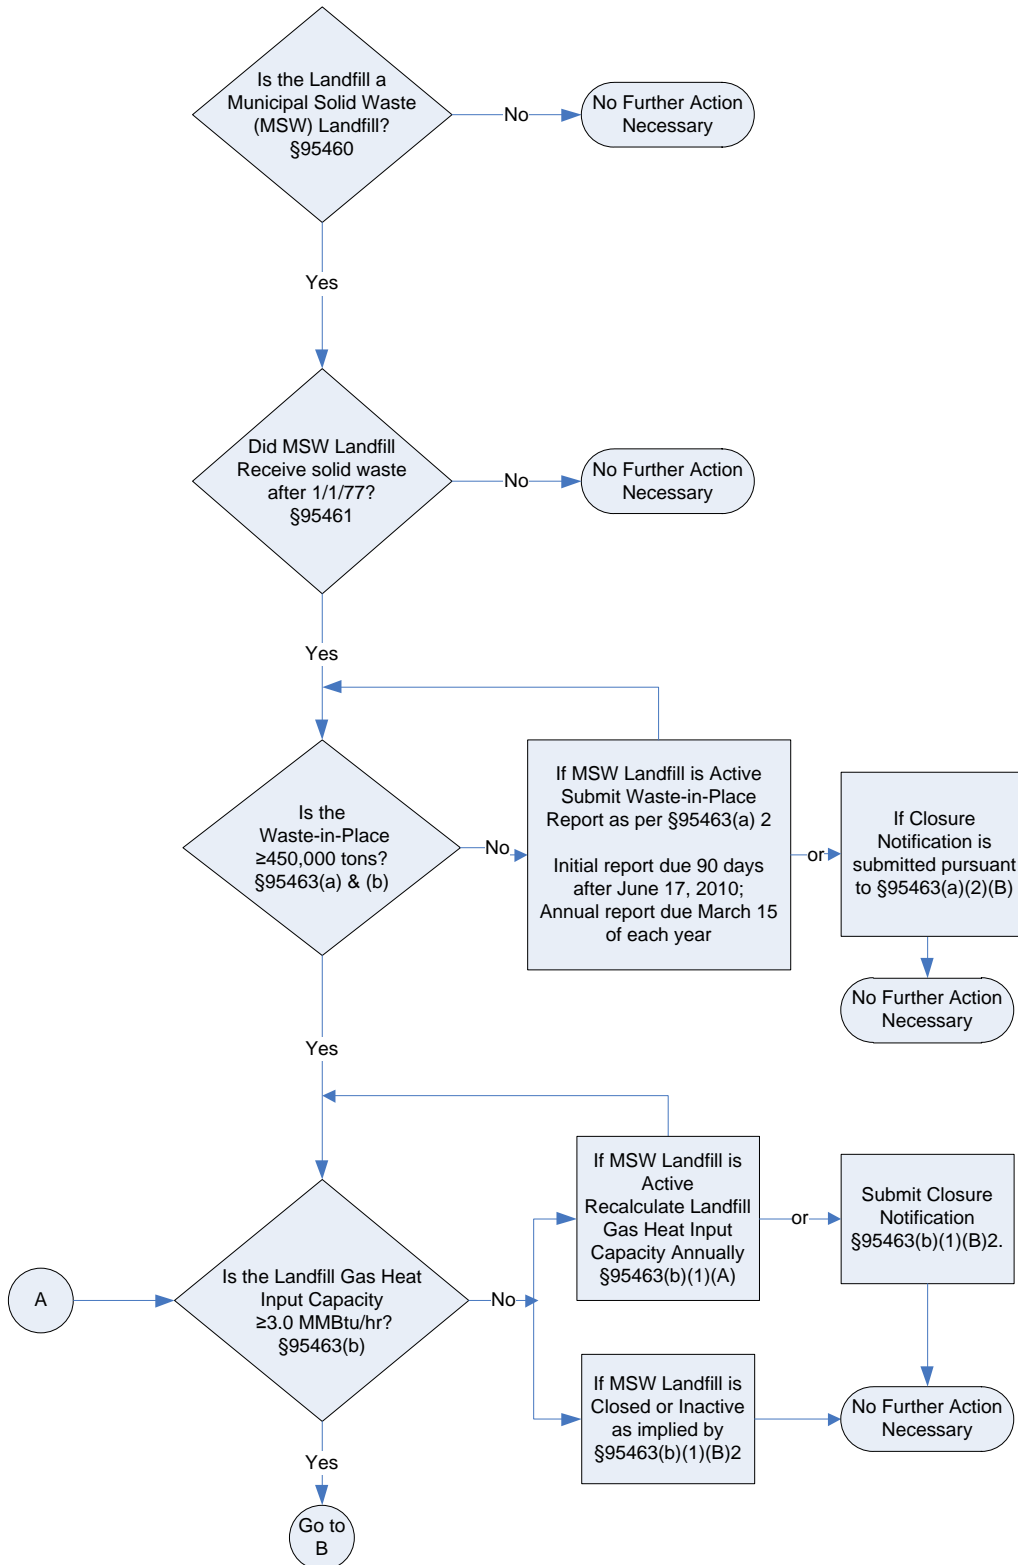 Is the Landfill a
Municipal Solid Waste
(MSW) Landfill?
§95460
No
No Further Action
Necessary
Yes
Did MSW Landfill
Receive solid waste
after 1/1/77?
§95461
No
No Further Action
Necessary
Yes
Is the
Waste-in-Place
≥450,000 tons?
§95463(a) & (b)
No
If MSW Landfill is Active
Submit Waste-in-Place
Report as per §95463(a) 2
Initial report due 90 days
after June 17, 2010;
Annual report due March 15
of each year
or
If Closure
Notification is
submitted pursuant
to §95463(a)(2)(B)
No Further Action
Necessary
Yes
A
Is the Landfill Gas Heat
Input Capacity
≥3.0 MMBtu/hr?
§95463(b)
No
If MSW Landfill is
Active
Recalculate Landfill
Gas Heat Input
Capacity Annually
§95463(b)(1)(A)
or
Submit Closure
Notification
§95463(b)(1)(B)2.
If MSW Landfill is
Closed or Inactive
as implied by
§95463(b)(1)(B)2
No Further Action
Necessary
Yes
Go to
B